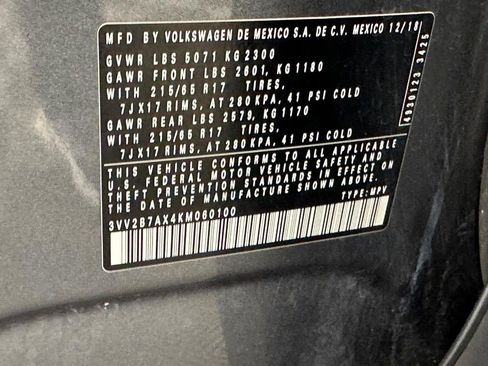 MFD BY VOLKSWAGEN DE MEXICO S.A. DE C.V. MEXICO 12/18
GVWR LBS 5071 KG 2300
GAWR FRONT LBS 2601, KG 1180
WITH 215/65 R17 TIRES,
7JX17 RIMS, AT 280 KPA, 41 PSI COLD
GAWR REAR LBS 2579, KG 1170
WITH 215/65 R17 TIRES,
7JX17 RIMS, AT 280 KPA, 41 PSI COLD
THIS VEHICLE CONFORMS TO ALL APPLICABLE
U.S. FEDERAL MOTOR VEHICLE SAFETY AND
THEFT PREVENTION STANDARDS IN EFFECT ON
THE DATE OF MANUFACTURE SHOWN ABOVE.
3VV2B7AX4KM060100 TYPE: MPV
4930123 3425